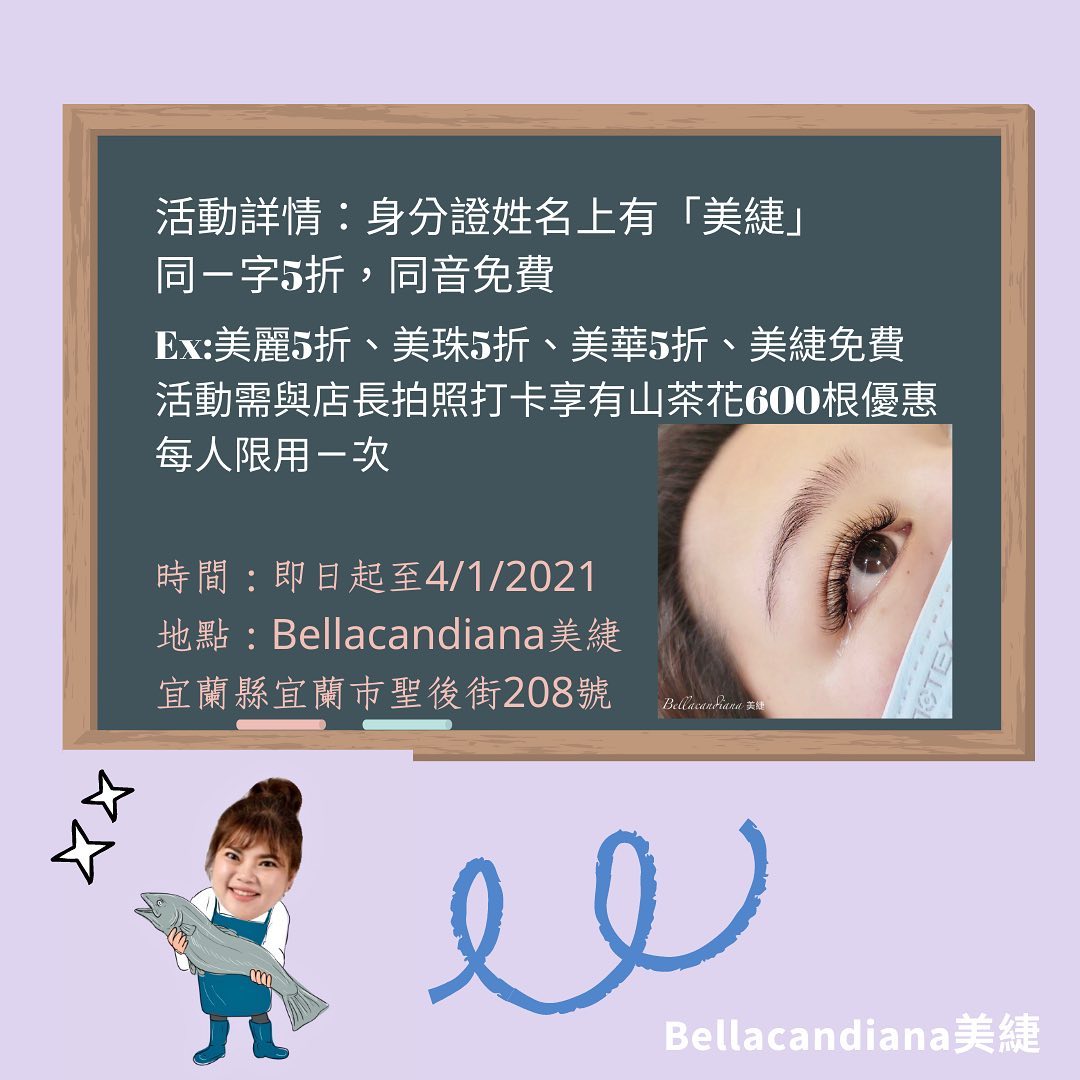 活動詳情：身分證姓名上有「美緁」
同一字5折，同音免費
Ex:美麗5折、美珠5折、美華5折、美緁免費
活動需與店長拍照打卡享有山茶花600根優惠
每人限用一次
時間：即日起至4/1/2021
地點：Bellacandiana美緁
宜蘭縣宜蘭市聖後街208號
Bellacandiana 美緁
Bellacandiana美緁